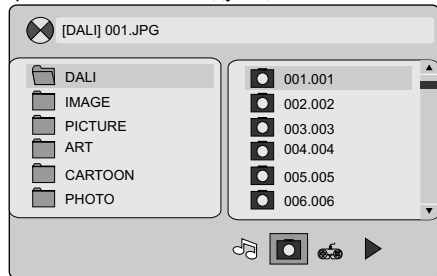 [DALI] 001.JPG
DALI
IMAGE
PICTURE
ART
CARTOON
PHOTO
001.001
002.002
003.003
004.004
005.005
006.006